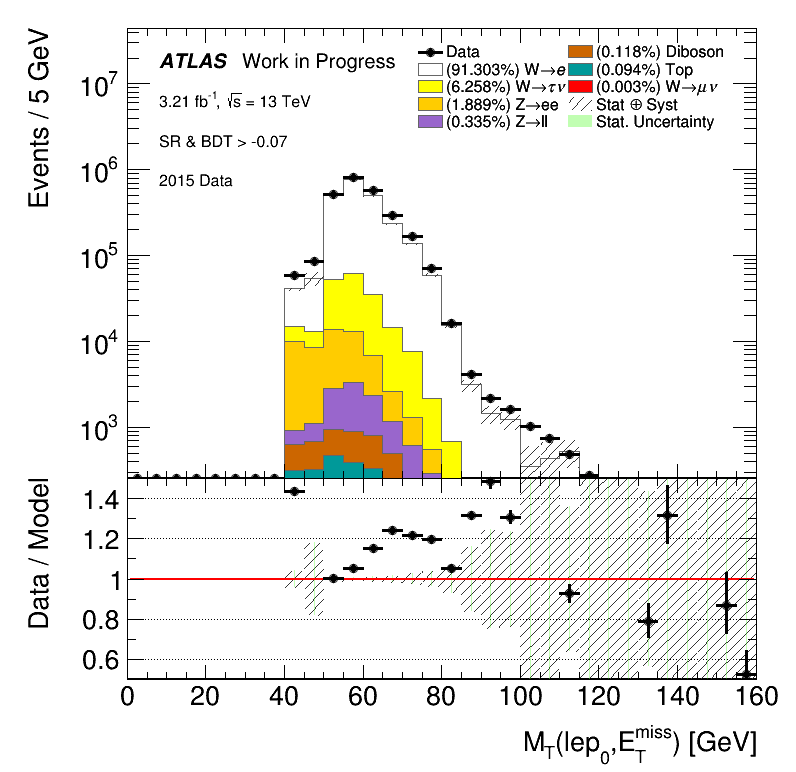 Events / 5 GeV
10⁷
10⁶
10⁵
10⁴
10³
ATLAS Work in Progress
3.21 fb⁻¹, √s = 13 TeV
SR & BDT > -0.07
2015 Data
Data
(91.303%) W→e
(6.258%) W→τν
(1.889%) Z→ee
(0.335%) Z→ll
(0.118%) Diboson
(0.094%) Top
(0.003%) W→μν
Stat ⊕ Syst
Stat. Uncertainty
Data / Model
1.4
1.2
1
0.8
0.6
0 20 40 60 80 100 120 140 160
M_T(lep₀,E_T^miss) [GeV]